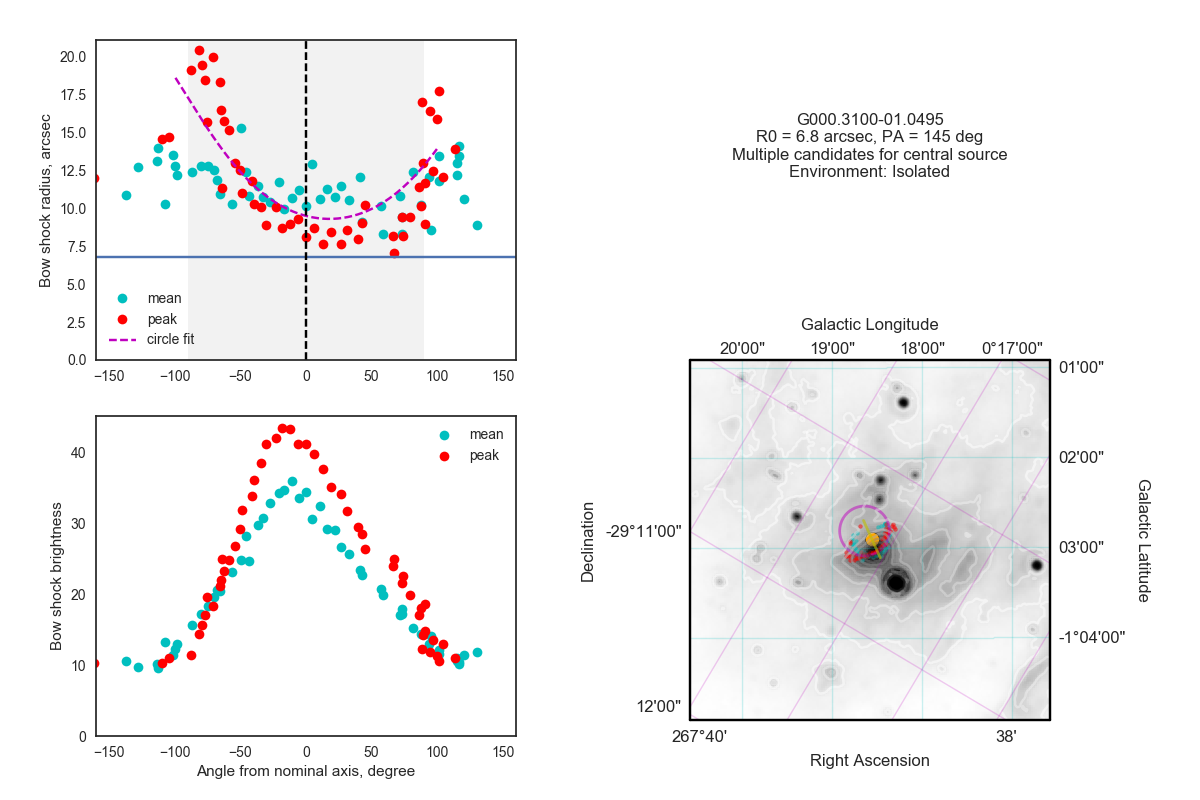 20.0
17.5
15.0
12.5
10.0
7.5
5.0
2.5
0.0
Bow shock radius, arcsec
mean
peak
circle fit
−150 −100 −50 0 50 100 150
40
30
20
10
0
Bow shock brightness
mean
peak
−150 −100 −50 0 50 100 150
Angle from nominal axis, degree
G000.3100-01.0495
R0 = 6.8 arcsec, PA = 145 deg
Multiple candidates for central source
Environment: Isolated
Galactic Longitude
20'00" 19'00" 18'00" 0°17'00"
01'00"
02'00"
03'00"
-1°04'00"
Galactic Latitude
Declination
-29°11'00"
12'00"
267°40' 38'
Right Ascension